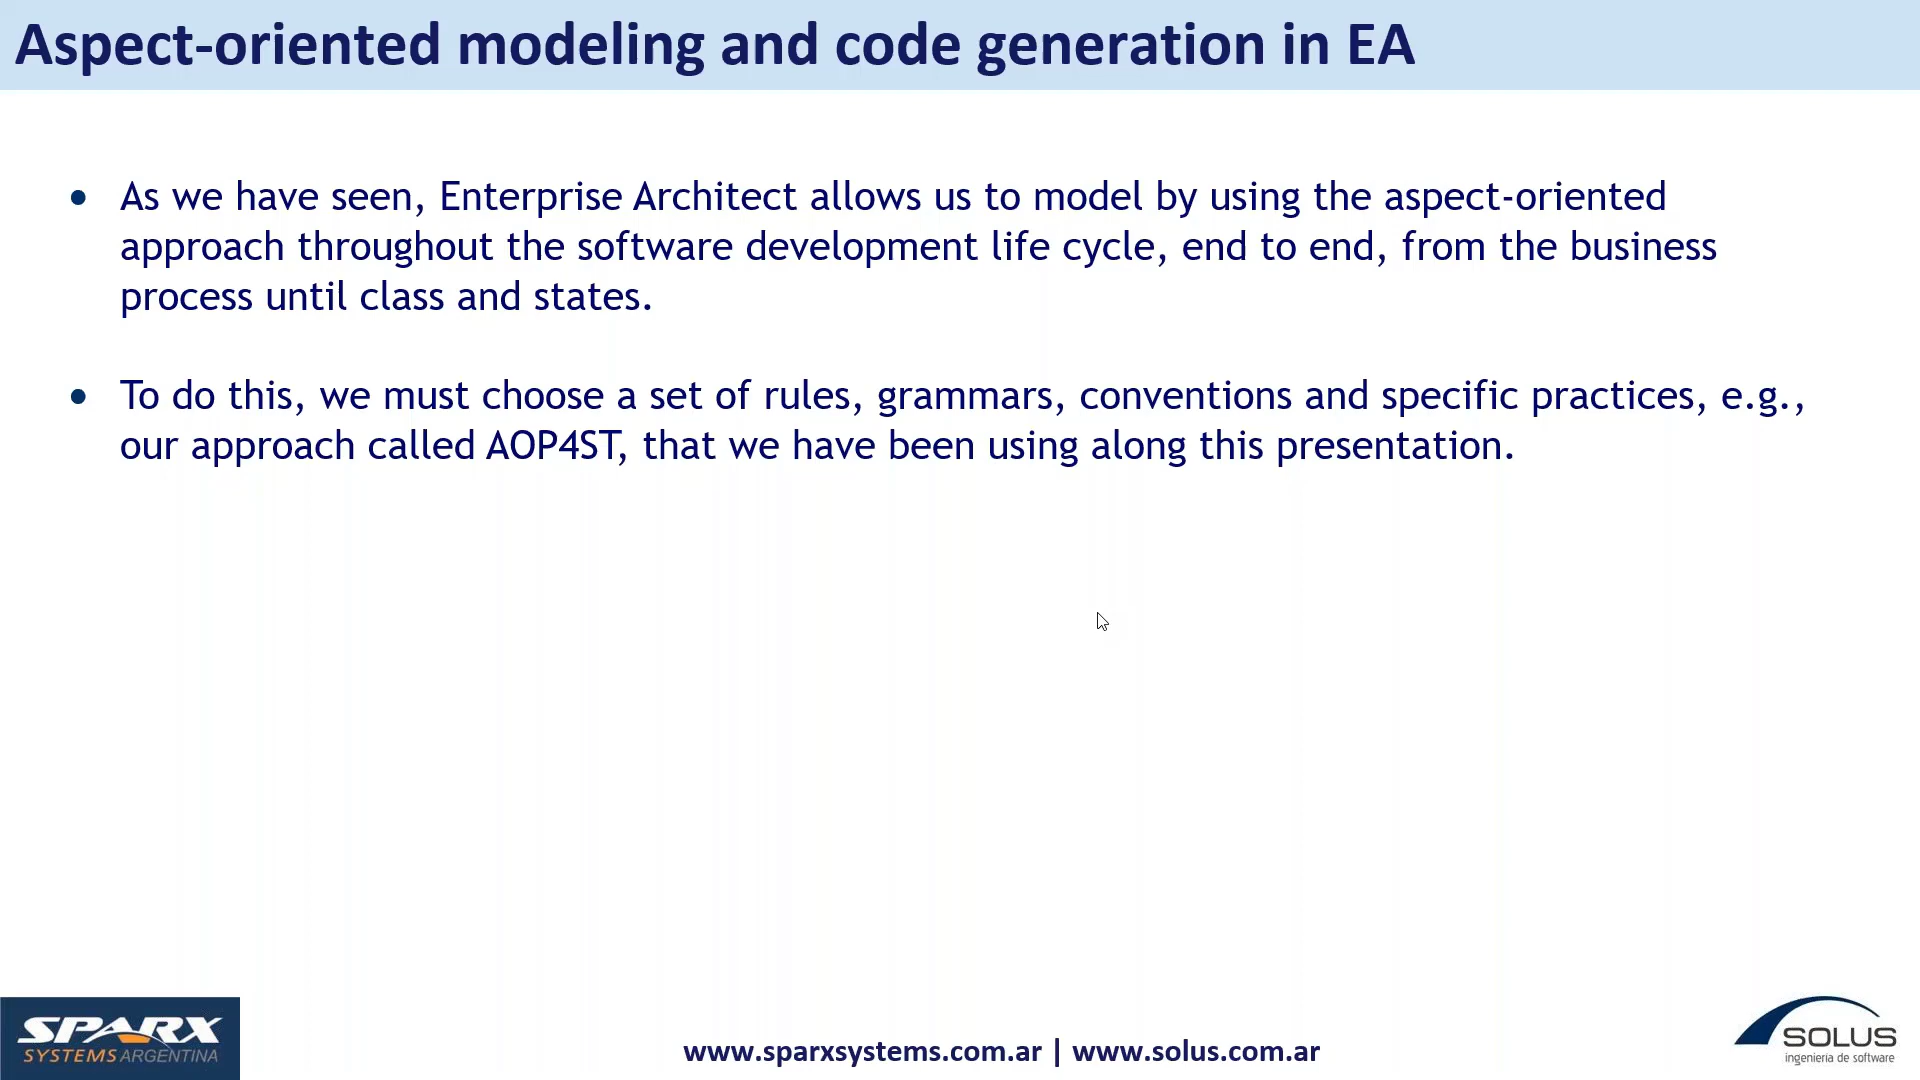 Aspect-oriented modeling and code generation in EA
• As we have seen, Enterprise Architect allows us to model by using the aspect-oriented
approach throughout the software development life cycle, end to end, from the business
process until class and states.
• To do this, we must choose a set of rules, grammars, conventions and specific practices, e.g.,
our approach called AOP4ST, that we have been using along this presentation.
SPARX
SYSTEMS ARGENTINA
www.sparxsystems.com.ar | www.solus.com.ar
SOLUS
ingenieria de software